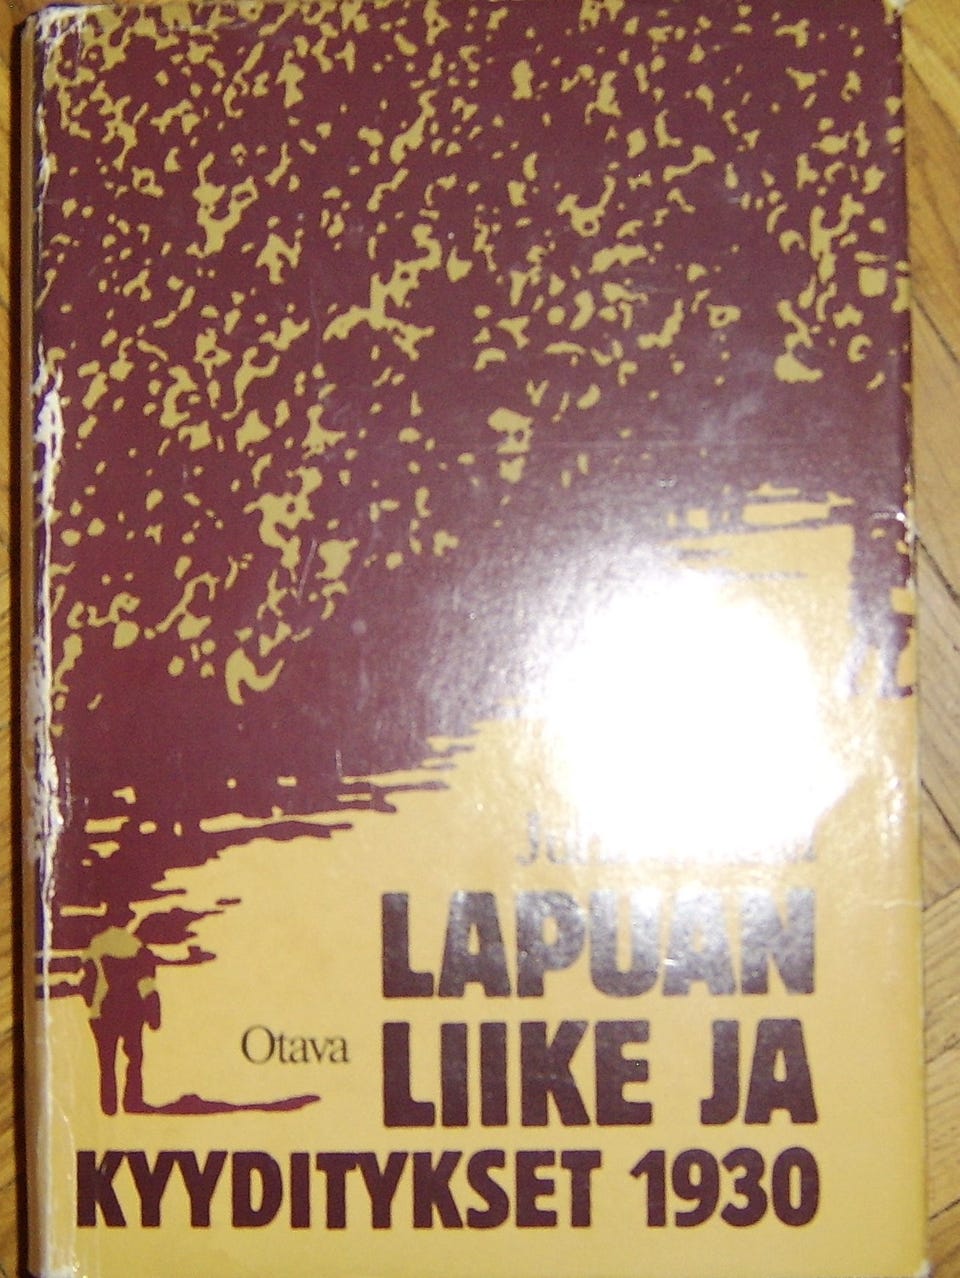 LAPUAN
Otava
LIIKE JA
KYYDITYKSET 1930